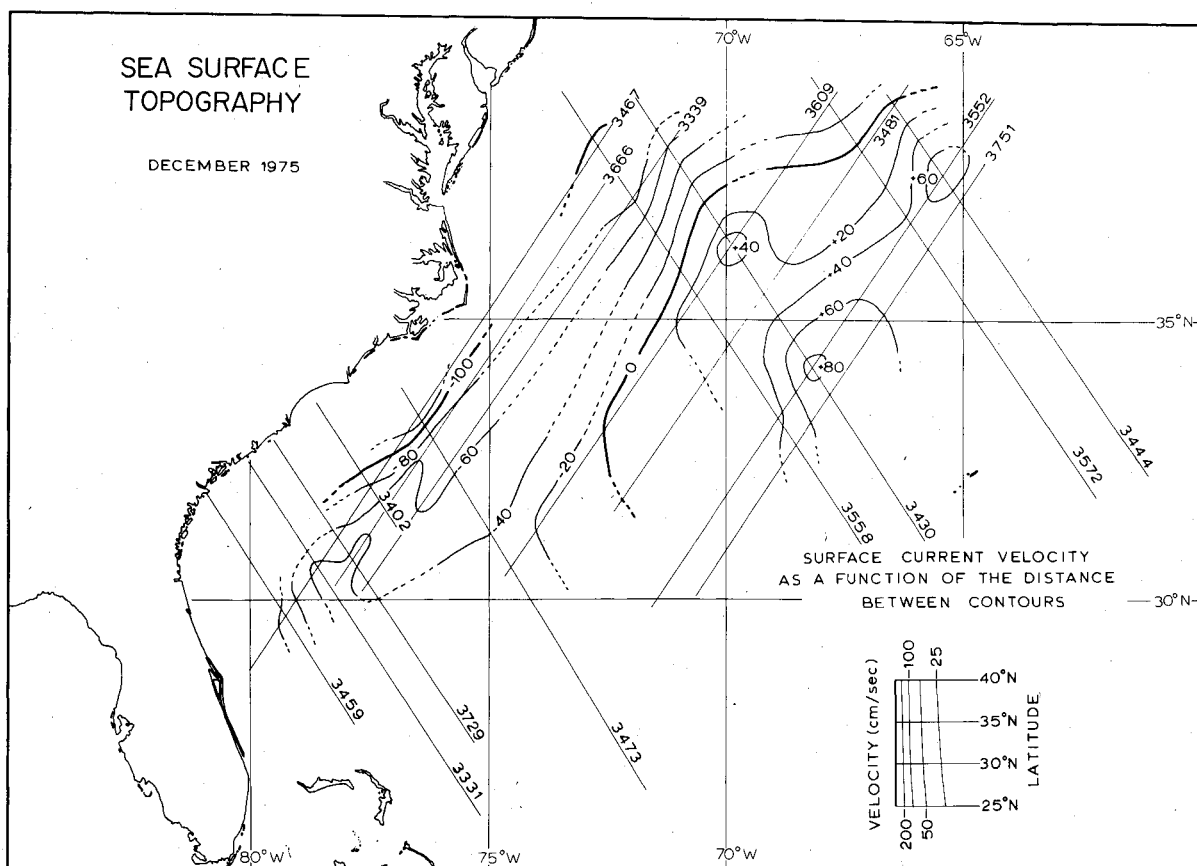 SEA SURFACE
TOPOGRAPHY
DECEMBER 1975
70°W
65°W
3467
3339
3666
3609
3481
3552
3751
+60
+40
+20
+40
+60
+80
35°N
0
-100
80
60
-20
40
3402
3444
3572
3430
3558
SURFACE CURRENT VELOCITY
AS A FUNCTION OF THE DISTANCE
BETWEEN CONTOURS
30°N
3459
3729
3331
3473
VELOCITY (cm/sec)
100
25
200
50
40°N
35°N
30°N
25°N
LATITUDE
80°W
75°W